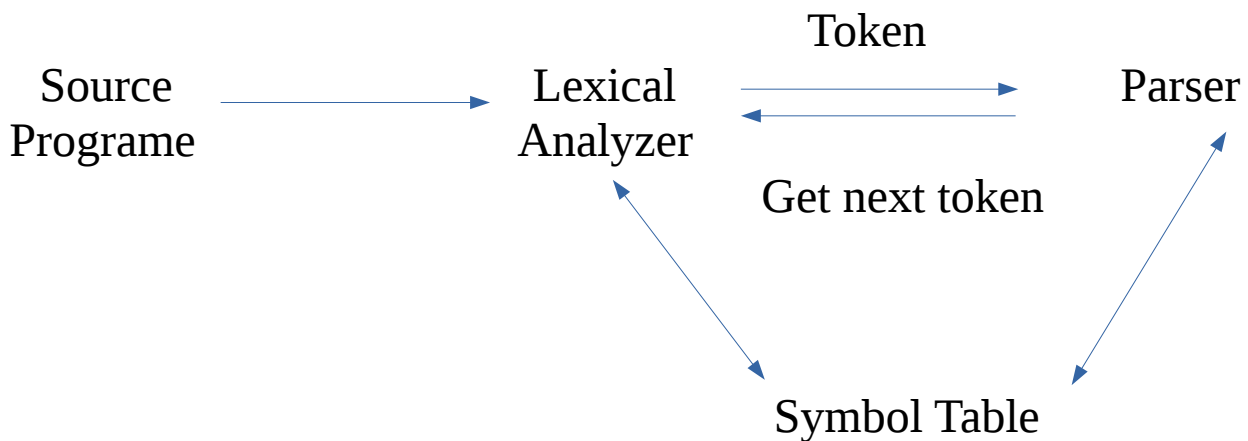 Token
Source
Programe
Lexical
Analyzer
Parser
Get next token
Symbol Table